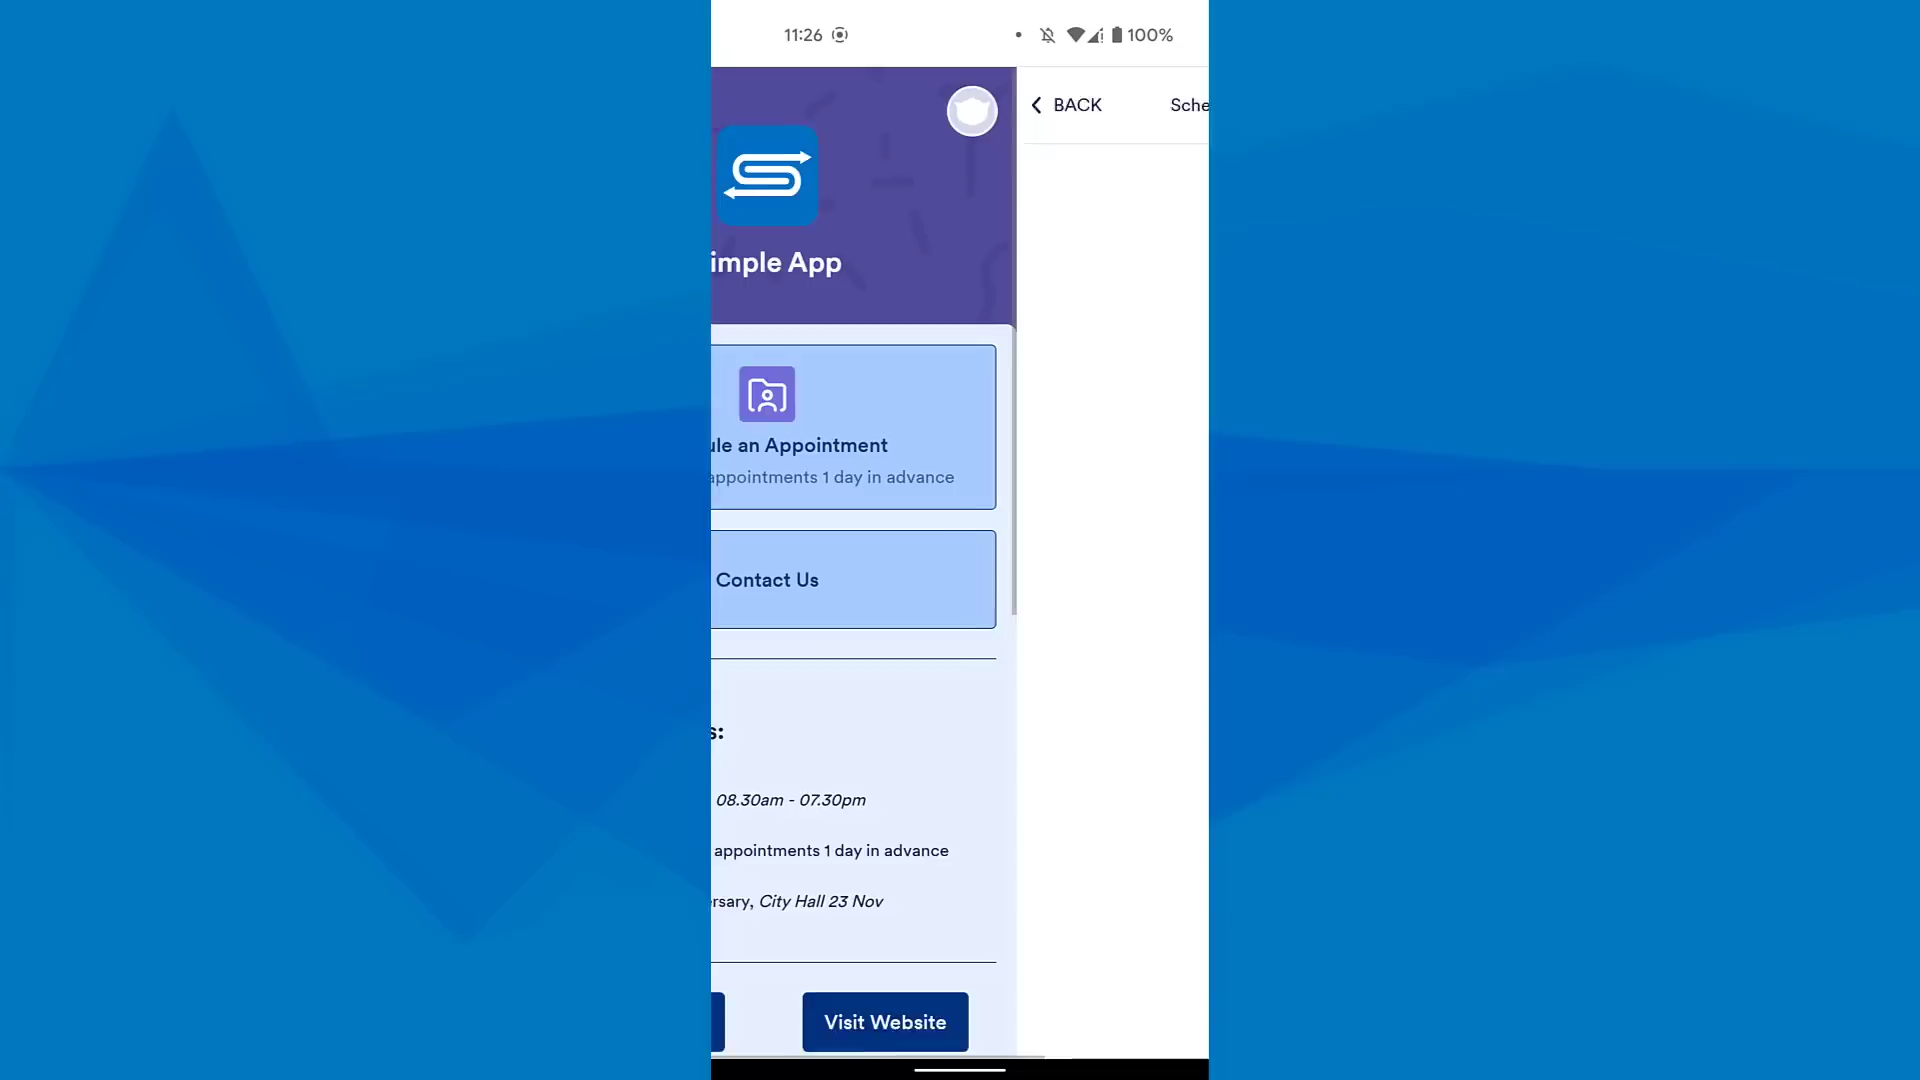 11:26 100%
BACK Sche
imple App
ule an Appointment
appointments 1 day in advance
Contact Us
s:
08.30am - 07.30pm
appointments 1 day in advance
rsary, City Hall 23 Nov
Visit Website